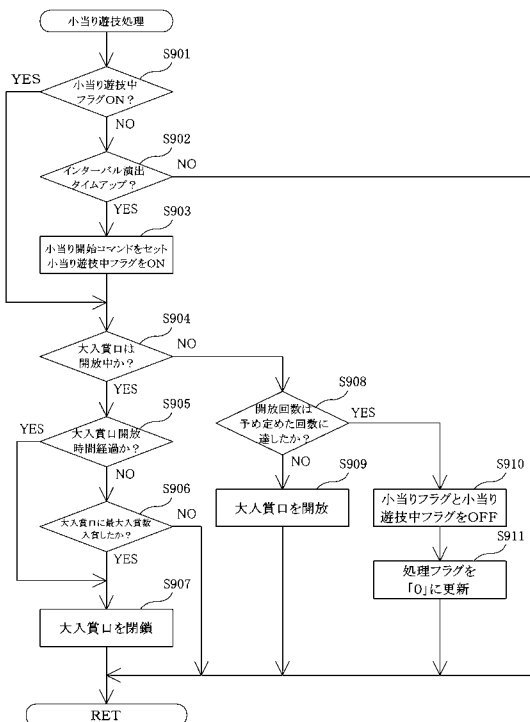 小当り遊技処理
S901
YES
小当り遊技中
フラグON?
NO
S902
インターバル演出
タイムアップ?
NO
YES
S903
小当り開始コマンドをセット
小当り遊技中フラグをON
S904
大入賞口は
開放中か?
NO
YES
S908
開放回数は
予め定めた回数に
達したか?
YES
NO
S905
YES
大入賞口開放
時間経過か?
NO
S909
大入賞口を開放
S910
小当りフラグと小当り
遊技中フラグをOFF
S906
大入賞口に最大入賞数
入賞したか?
NO
YES
S911
処理フラグを
「0」に更新
S907
大入賞口を閉鎖
RET